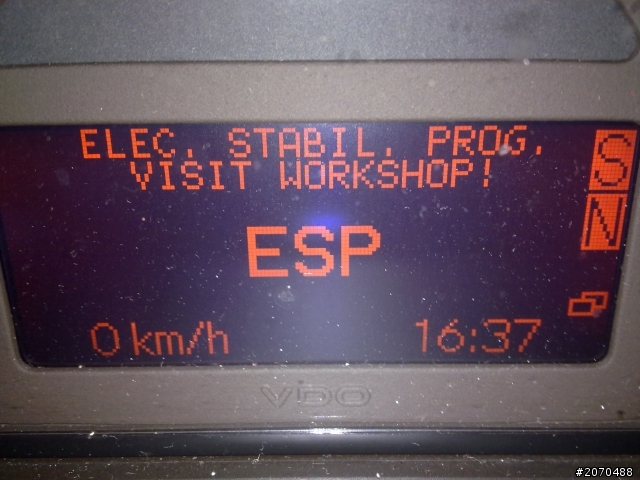 ELEC. STABIL. PROG.
VISIT WORKSHOP!
S
N
ESP
0 km/h
16:37
VDO
#2070488